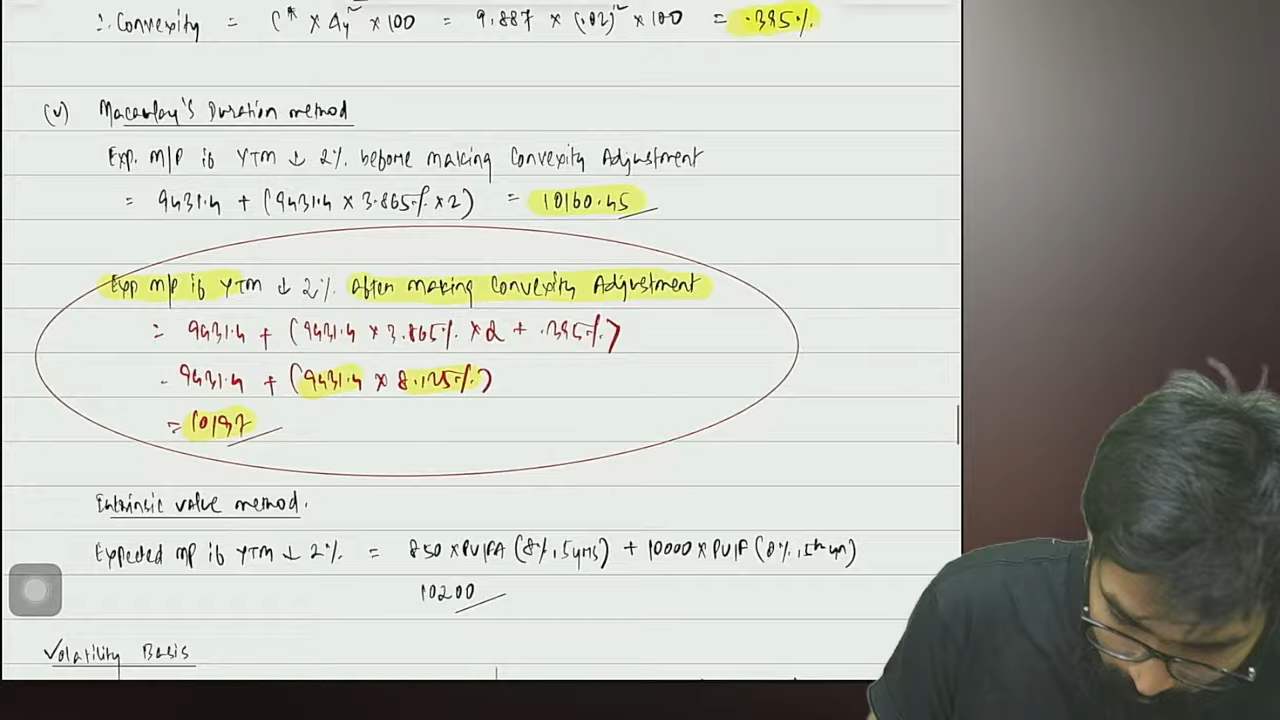 ∴ Convexity = C* × Δy² × 100 = 9.887 × (.02)² × 100 = .395%
(v) Macaulay's Duration method
Exp. M/P if YTM ↓ 2% before making Convexity Adjustment
= 9431.4 + (9431.4 × 3.865% × 2) = 10160.45
Exp M/P if YTM ↓ 2% after making Convexity Adjustment
= 9431.4 + (9431.4 × 3.865% × 2 + .395%)
= 9431.4 + (9431.4 × 8.125%)
= 10197
Intrinsic value method.
Expected MP if YTM ↓ 2% = 850 × PVIFA (8%, 5yrs) + 10000 × PVIF (8%, 5th yr)
10200
Volatility Basis